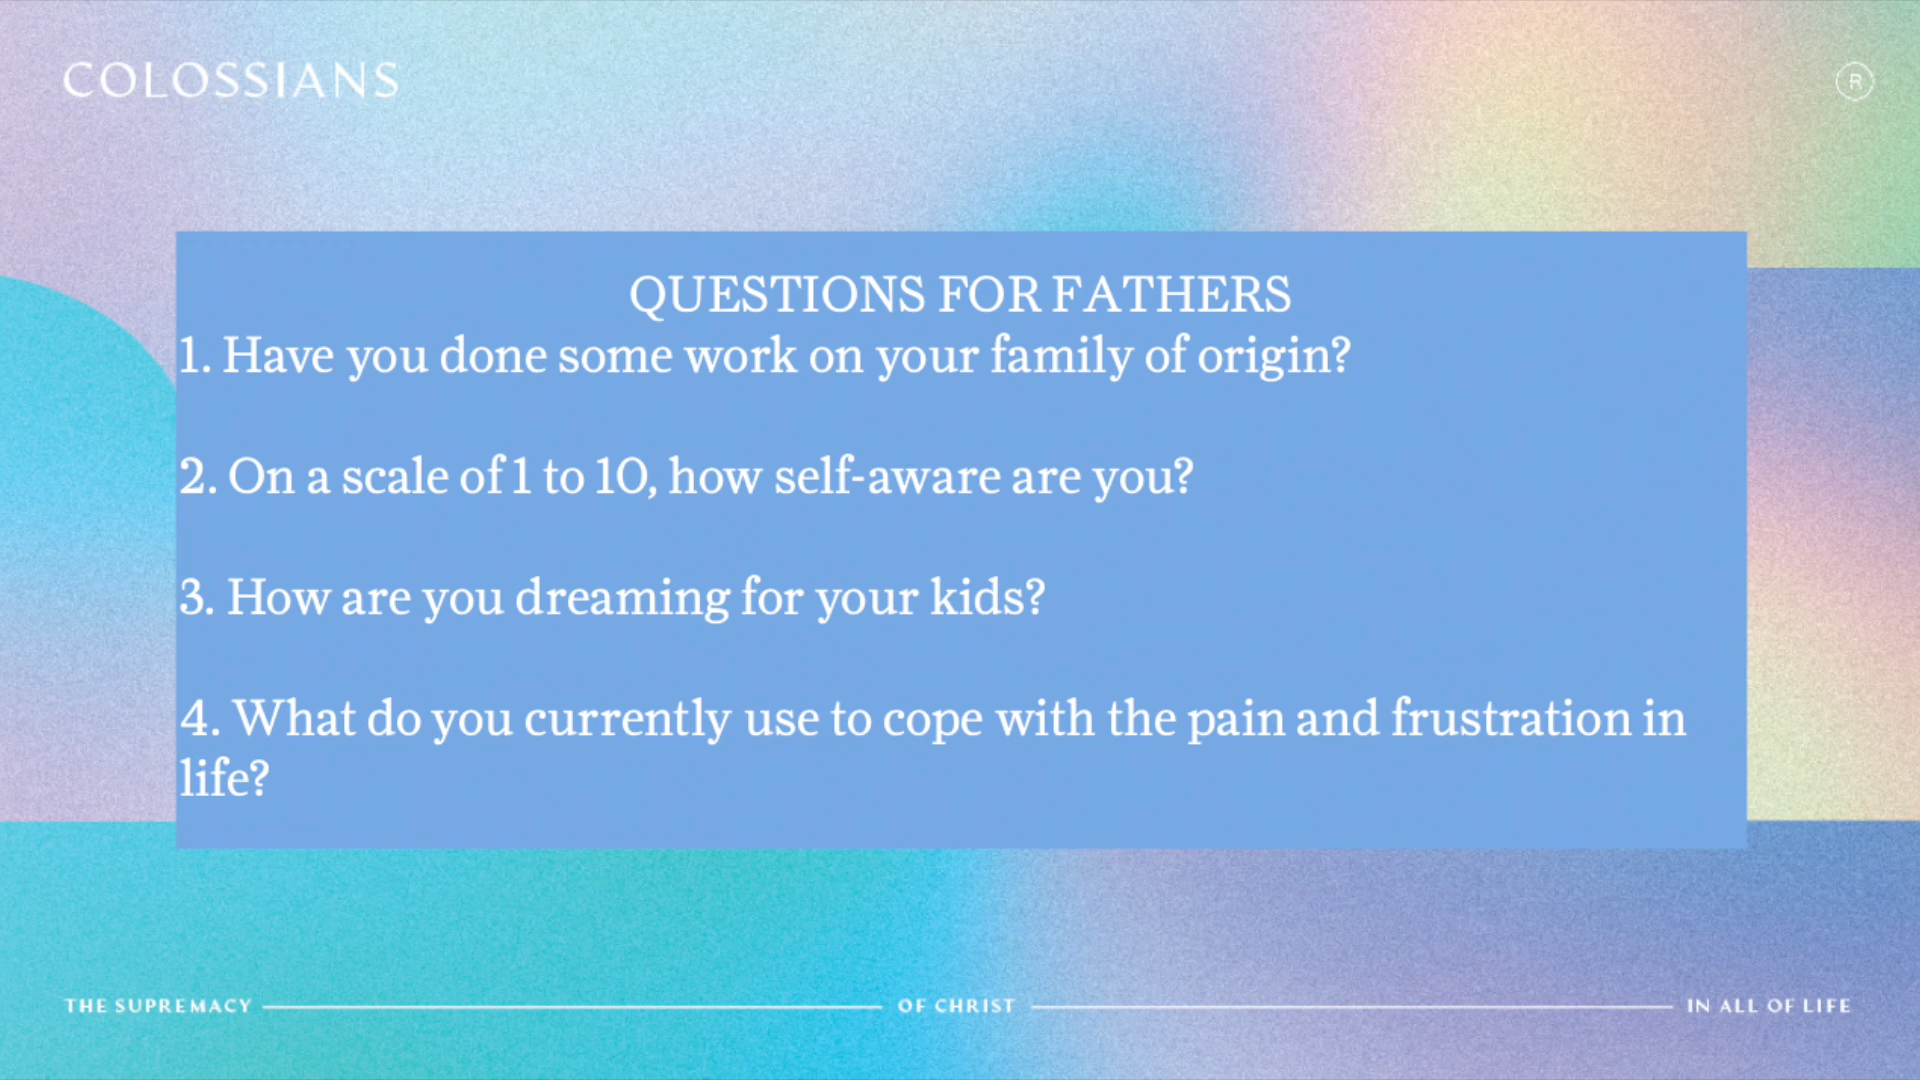 COLOSSIANS
R
QUESTIONS FOR FATHERS
1. Have you done some work on your family of origin?
2. On a scale of 1 to 10, how self-aware are you?
3. How are you dreaming for your kids?
4. What do you currently use to cope with the pain and frustration in
life?
THE SUPREMACY OF CHRIST IN ALL OF LIFE